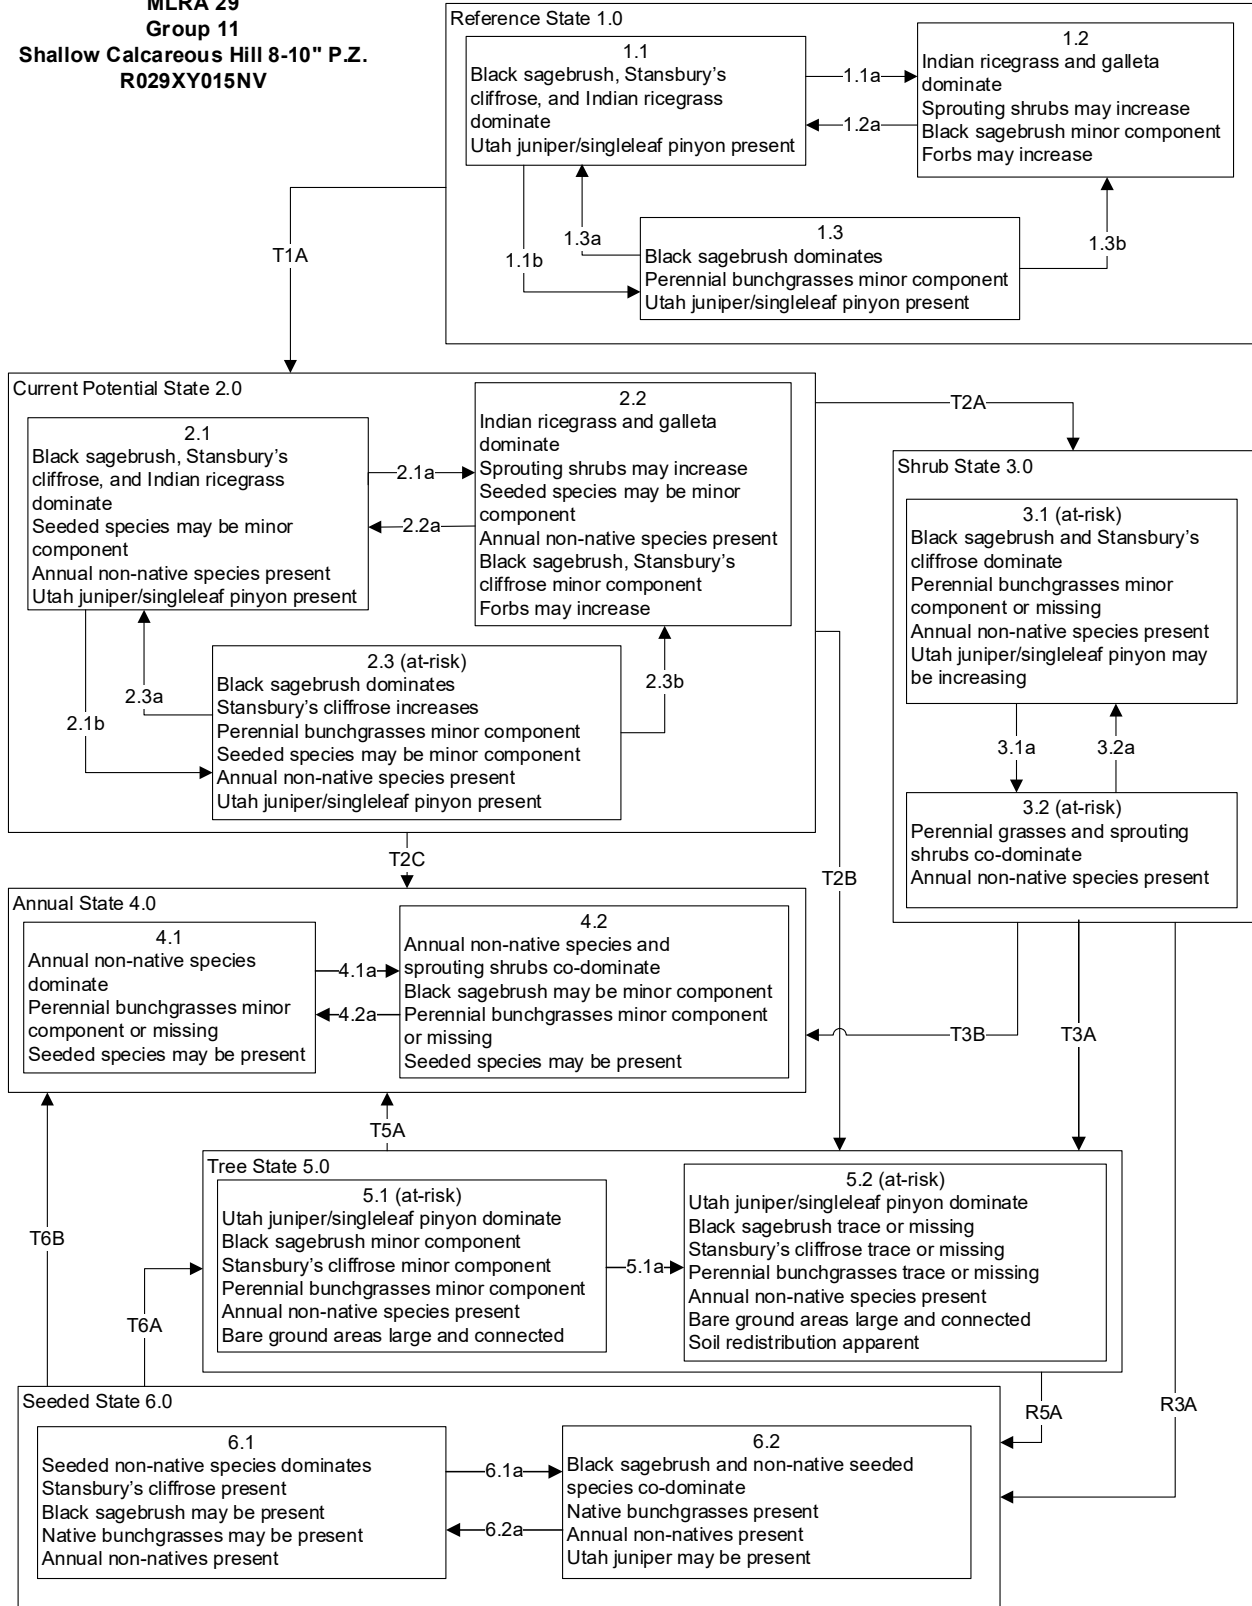 MLRA 29
Group 11
Shallow Calcareous Hill 8-10" P.Z.
R029XY015NV
Reference State 1.0
1.1
Black sagebrush, Stansbury's
cliffrose, and Indian ricegrass
dominate
Utah juniper/singleleaf pinyon present
1.1a
1.2a
1.2
Indian ricegrass and galleta
dominate
Sprouting shrubs may increase
Black sagebrush minor component
Forbs may increase
1.1b
1.3a
1.3
Black sagebrush dominates
Perennial bunchgrasses minor component
Utah juniper/singleleaf pinyon present
1.3b
T1A
Current Potential State 2.0
2.1
Black sagebrush, Stansbury's
cliffrose, and Indian ricegrass
dominate
Seeded species may be minor
component
Annual non-native species present
Utah juniper/singleleaf pinyon present
2.1a
2.2a
2.2
Indian ricegrass and galleta
dominate
Sprouting shrubs may increase
Seeded species may be minor
component
Annual non-native species present
Black sagebrush, Stansbury's
cliffrose minor component
Forbs may increase
2.1b
2.3a
2.3 (at-risk)
Black sagebrush dominates
Stansbury's cliffrose increases
Perennial bunchgrasses minor component
Seeded species may be minor component
Annual non-native species present
Utah juniper/singleleaf pinyon present
2.3b
T2A
Shrub State 3.0
3.1 (at-risk)
Black sagebrush and Stansbury's
cliffrose dominate
Perennial bunchgrasses minor
component or missing
Annual non-native species present
Utah juniper/singleleaf pinyon may
be increasing
3.1a
3.2a
3.2 (at-risk)
Perennial grasses and sprouting
shrubs co-dominate
Annual non-native species present
T2C
T2B
Annual State 4.0
4.1
Annual non-native species
dominate
Perennial bunchgrasses minor
component or missing
Seeded species may be present
4.1a
4.2a
4.2
Annual non-native species and
sprouting shrubs co-dominate
Black sagebrush may be minor component
Perennial bunchgrasses minor component
or missing
Seeded species may be present
T3B
T3A
T5A
Tree State 5.0
5.1 (at-risk)
Utah juniper/singleleaf pinyon dominate
Black sagebrush minor component
Stansbury's cliffrose minor component
Perennial bunchgrasses minor component
Annual non-native species present
Bare ground areas large and connected
5.1a
5.2 (at-risk)
Utah juniper/singleleaf pinyon dominate
Black sagebrush trace or missing
Stansbury's cliffrose trace or missing
Perennial bunchgrasses trace or missing
Annual non-native species present
Bare ground areas large and connected
Soil redistribution apparent
T6B
T6A
R5A
R3A
Seeded State 6.0
6.1
Seeded non-native species dominates
Stansbury's cliffrose present
Black sagebrush may be present
Native bunchgrasses may be present
Annual non-natives present
6.1a
6.2a
6.2
Black sagebrush and non-native seeded
species co-dominate
Native bunchgrasses present
Annual non-natives present
Utah juniper may be present